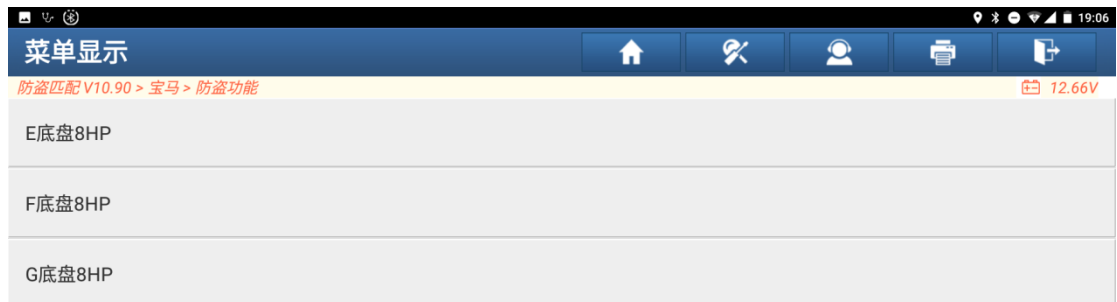 19:06
菜单显示
防盗匹配 V10.90 > 宝马 > 防盗功能
12.66V
E底盘8HP
F底盘8HP
G底盘8HP